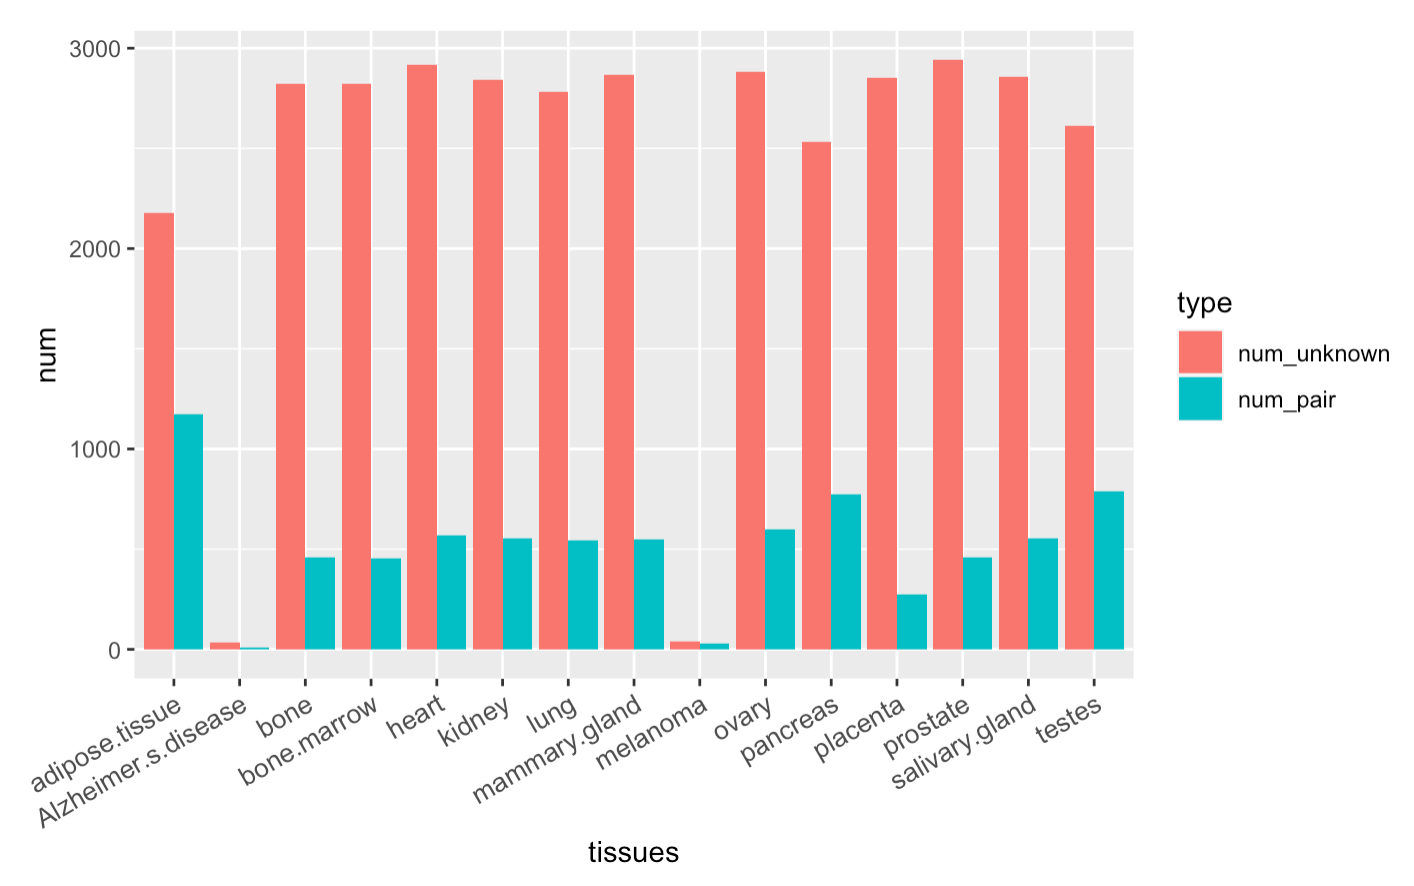 3000
2000
1000
0
num
adipose.tissue
Alzheimer.s.disease
bone
bone.marrow
heart
kidney
lung
mammary.gland
melanoma
ovary
pancreas
placenta
prostate
salivary.gland
testes
tissues
type
num_unknown
num_pair